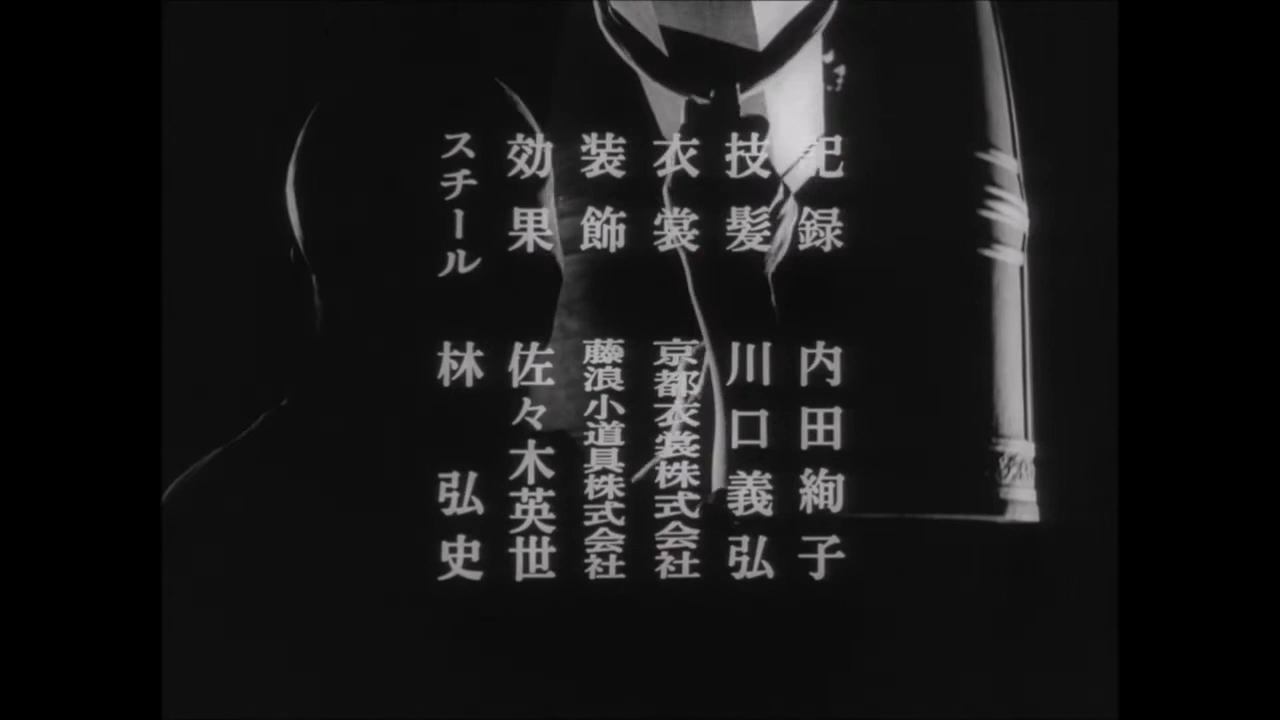 記録 内田絢子
技髪 川口義弘
衣裳 京都衣裳株式会社
装飾 藤浪小道具株式会社
効果 佐々木英世
スチール 林弘史